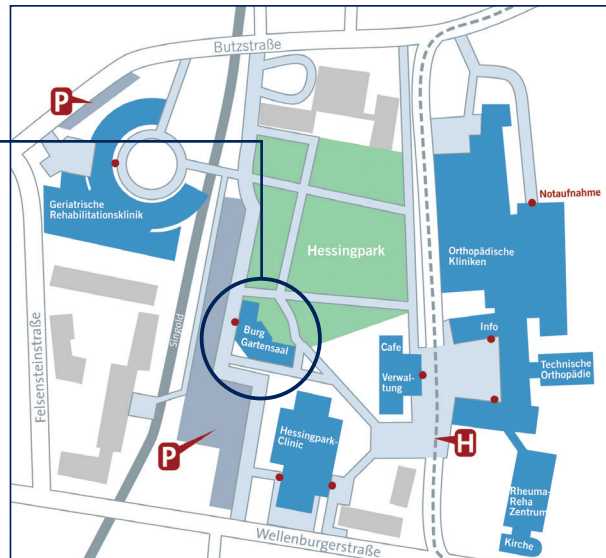 Butzstraße
P
Notaufnahme
Geriatrische
Rehabilitationsklinik
Hessingpark
Orthopädische
Kliniken
Singold
Felsensteinstraße
Burg
Gartensaal
Cafe
Verwal-
tung
Info
Technische
Orthopädie
Hessingpark-
Clinic
P
H
Rheuma-
Reha
Zentrum
Kirche
Wellenburgerstraße